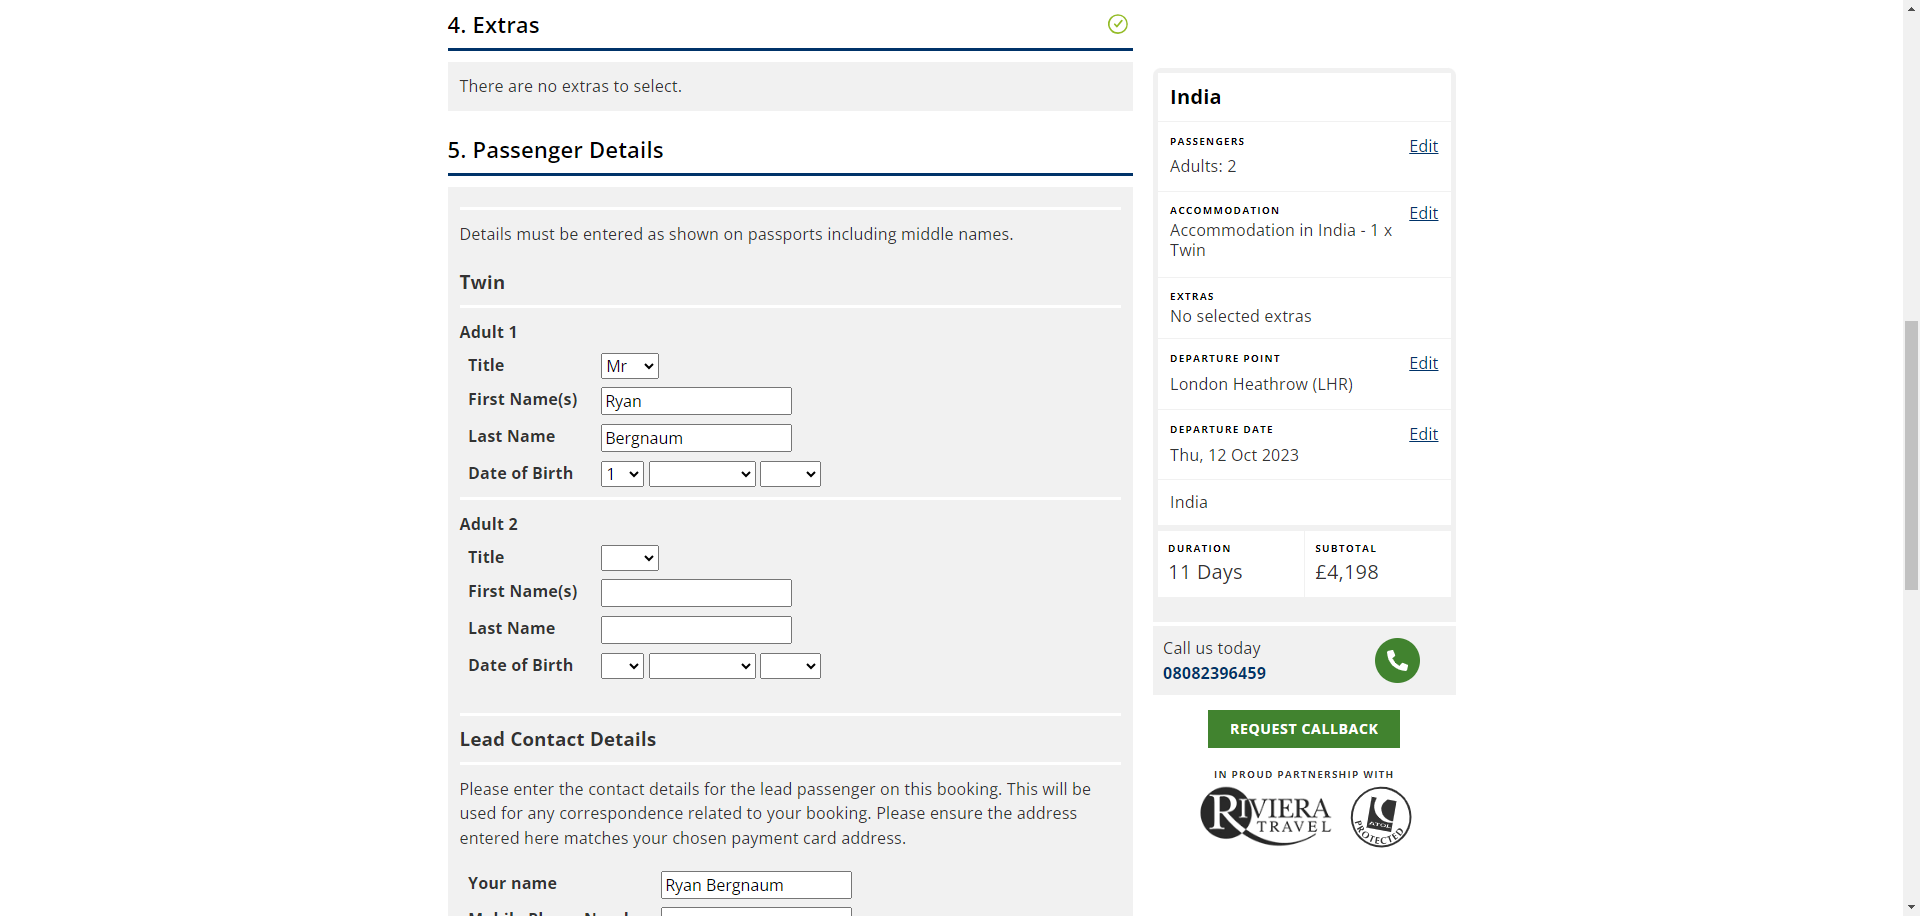 4. Extras
There are no extras to select.
5. Passenger Details
Details must be entered as shown on passports including middle names.
Twin
Adult 1
Title Mr
First Name(s) Ryan
Last Name Bergnaum
Date of Birth 1
Adult 2
Title
First Name(s)
Last Name
Date of Birth
Lead Contact Details
Please enter the contact details for the lead passenger on this booking. This will be
used for any correspondence related to your booking. Please ensure the address
entered here matches your chosen payment card address.
Your name Ryan Bergnaum
India
PASSENGERS
Edit
Adults: 2
ACCOMMODATION
Edit
Accommodation in India - 1 x
Twin
EXTRAS
No selected extras
DEPARTURE POINT
Edit
London Heathrow (LHR)
DEPARTURE DATE
Edit
Thu, 12 Oct 2023
India
DURATION
11 Days
SUBTOTAL
£4,198
Call us today
08082396459
REQUEST CALLBACK
IN PROUD PARTNERSHIP WITH
RIVIERA
TRAVEL
ATOL
PROTECTED